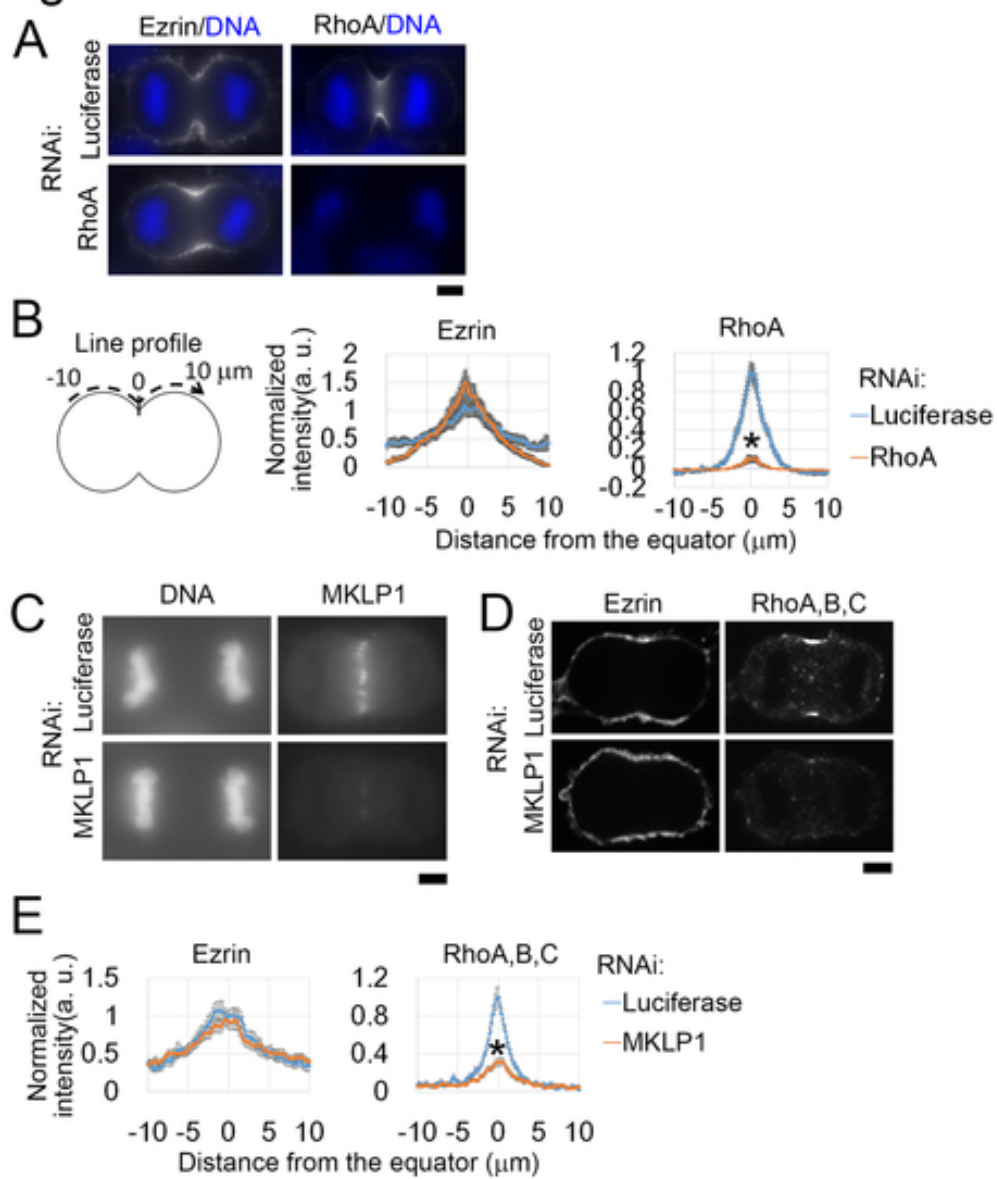 A
Ezrin/DNA RhoA/DNA
RNAi:
Luciferase
RhoA
B
Line profile
-10 0 10 μm
Normalized
intensity(a. u.)
Ezrin
2
1.5
1
0.5
0
-10 -5 0 5 10
RhoA
1.2
1
0.8
0.6
0.4
0.2
0
-0.2
-10 -5 0 5 10
*
Distance from the equator (μm)
RNAi:
Luciferase
RhoA
C
DNA MKLP1
RNAi:
Luciferase
MKLP1
D
Ezrin RhoA,B,C
RNAi:
Luciferase
MKLP1
E
Normalized
intensity(a. u.)
Ezrin
1.5
1
0.5
0
-10 -5 0 5 10
RhoA,B,C
1.2
0.8
0.4
0
*
-10 -5 0 5 10
Distance from the equator (μm)
RNAi:
Luciferase
MKLP1